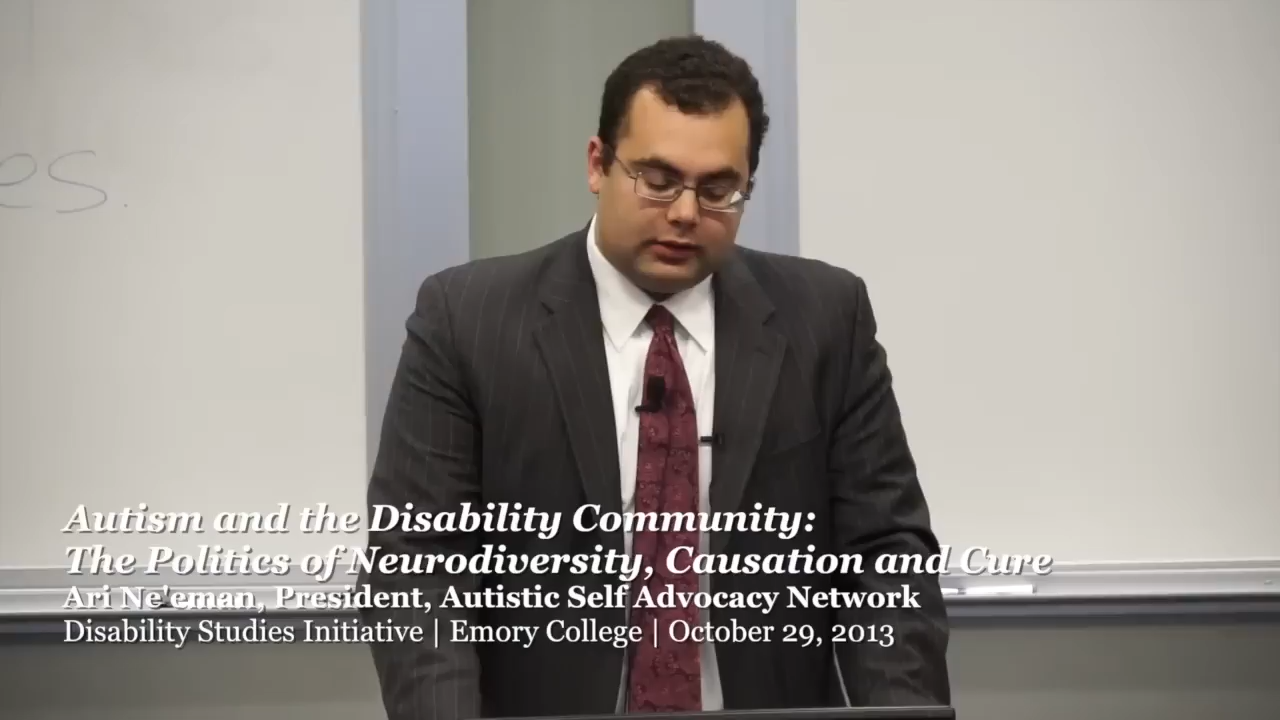 es.
Autism and the Disability Community:
The Politics of Neurodiversity, Causation and Cure
Ari Ne'eman, President, Autistic Self Advocacy Network
Disability Studies Initiative | Emory College | October 29, 2013